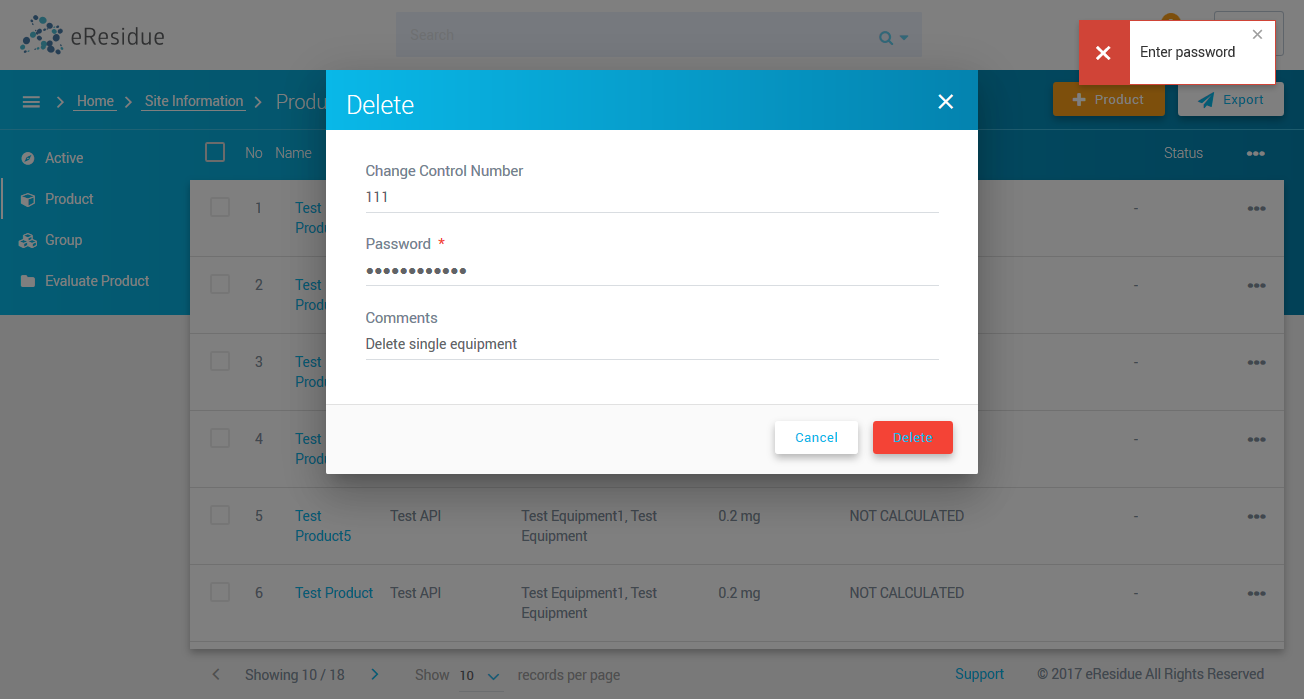 eResidue
Search
Enter password
Home
Site Information
Produ
Product
Export
Delete
Change Control Number
111
Password *
••••••••••••
Comments
Delete single equipment
Cancel
Delete
Active
Product
Group
Evaluate Product
No Name Status
1 Test -
Produ
2 Test -
Produ
3 Test -
Produ
4 Test -
Produ
5 Test Test API Test Equipment1, Test 0.2 mg NOT CALCULATED -
Product5 Equipment
6 Test Product Test API Test Equipment1, Test 0.2 mg NOT CALCULATED -
Equipment
Showing 10 / 18 Show 10 records per page Support © 2017 eResidue All Rights Reserved